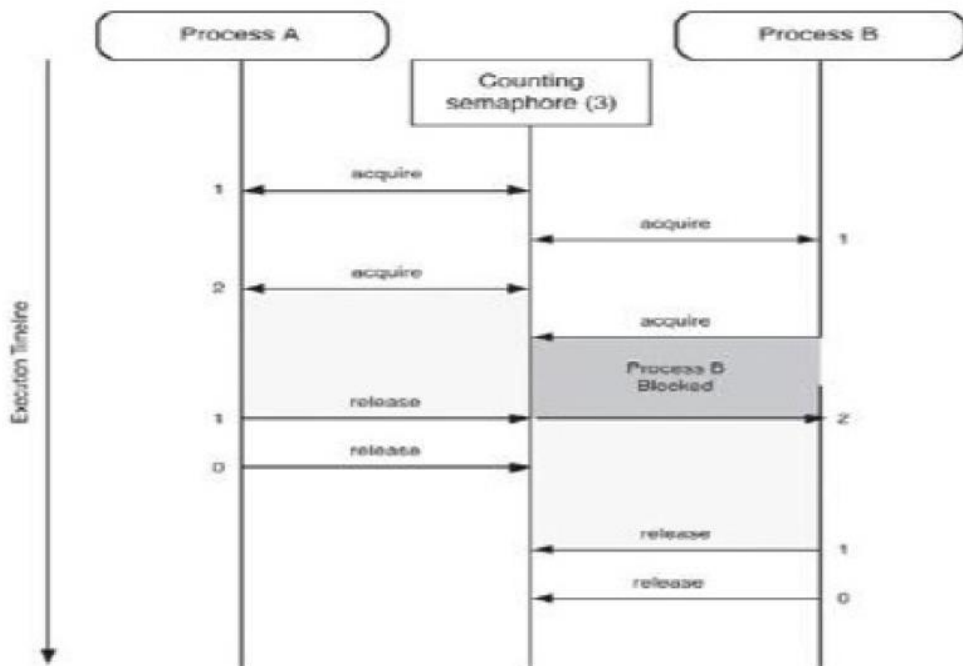 Process A
Process B
Counting
semaphore (3)
acquire
1
acquire
1
acquire
2
acquire
Process B
Blocked
release
1
2
release
0
release
1
release
0
Execution Timeline